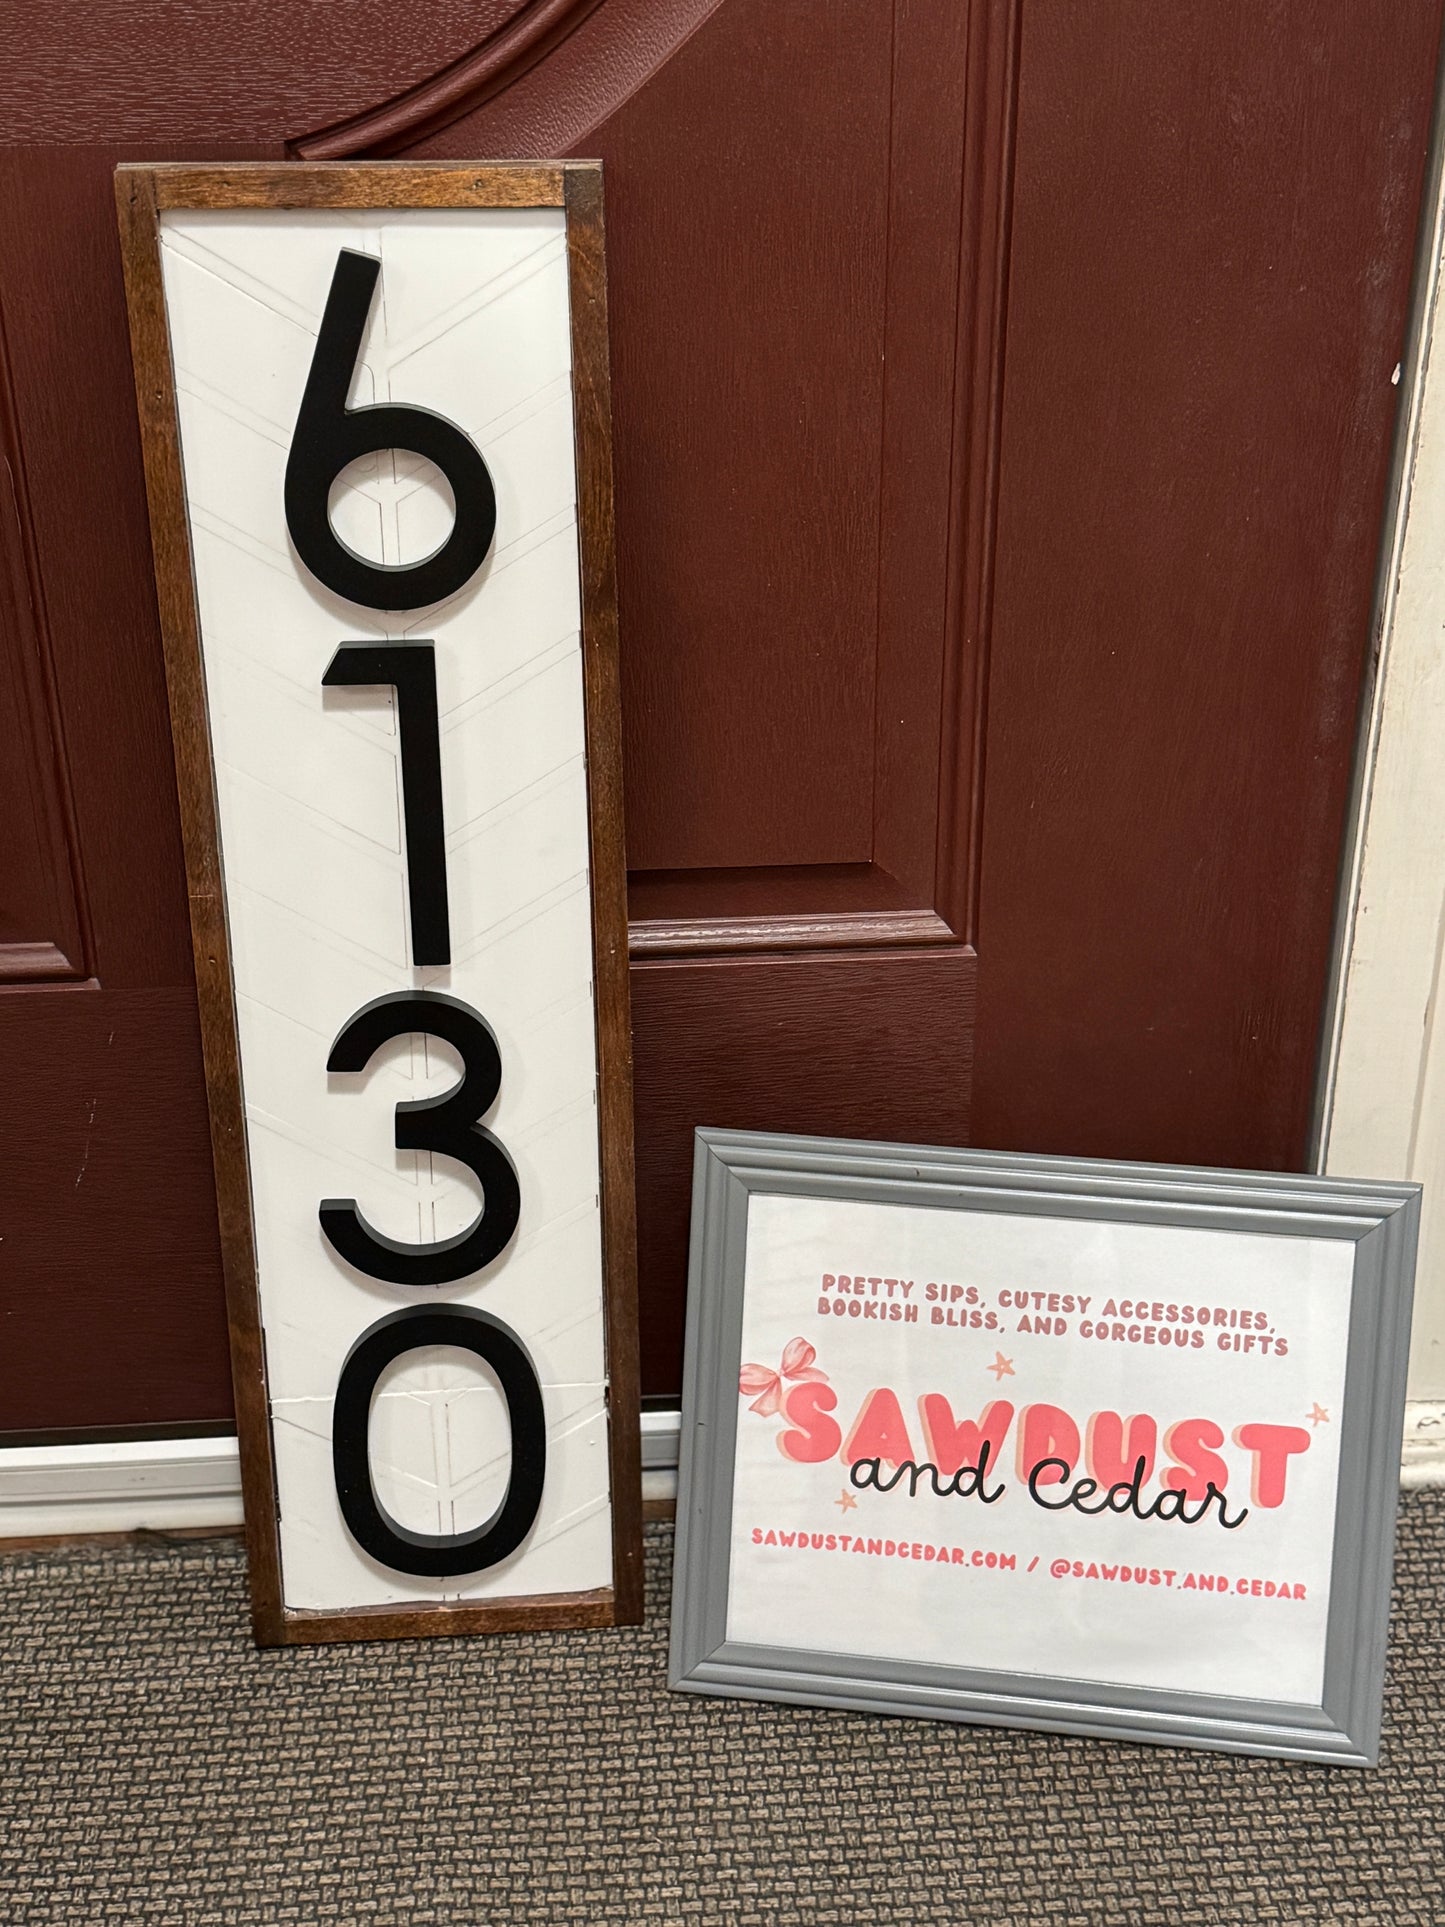 6
1
3
0
PRETTY SIPS, CUTESY ACCESSORIES,
BOOKISH BLISS, AND GORGEOUS GIFTS
SAWDUST
and Cedar
SAWDUSTANDCEDAR.COM / @SAWDUST.AND.CEDAR